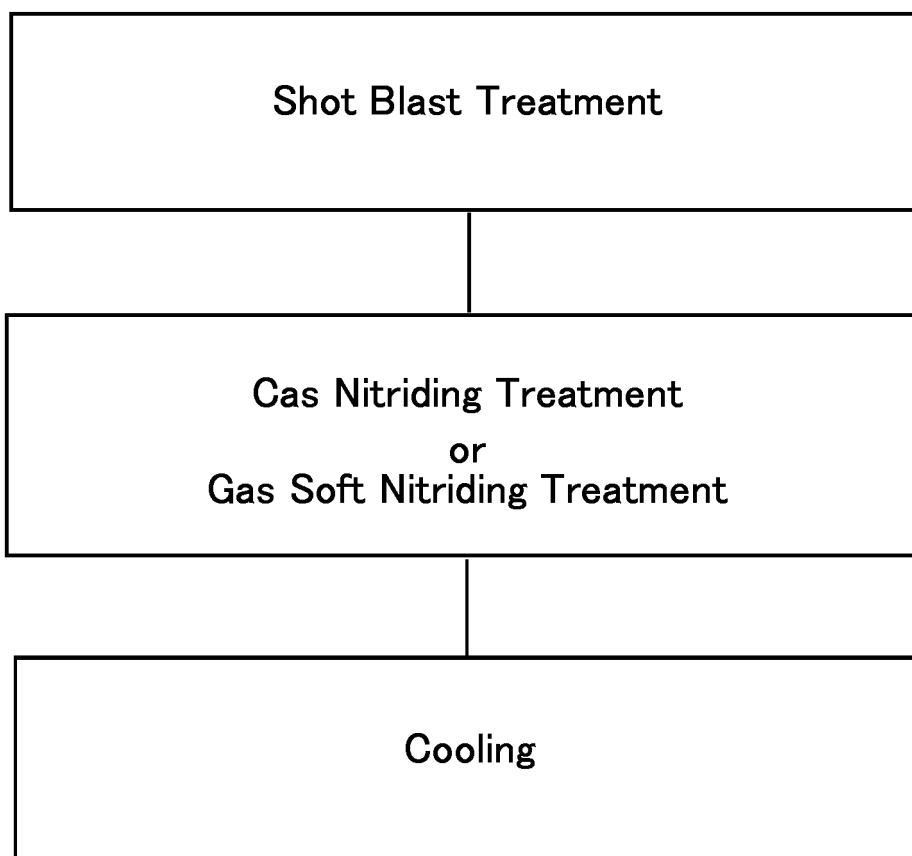 Shot Blast Treatment
Cas Nitriding Treatment
or
Gas Soft Nitriding Treatment
Cooling